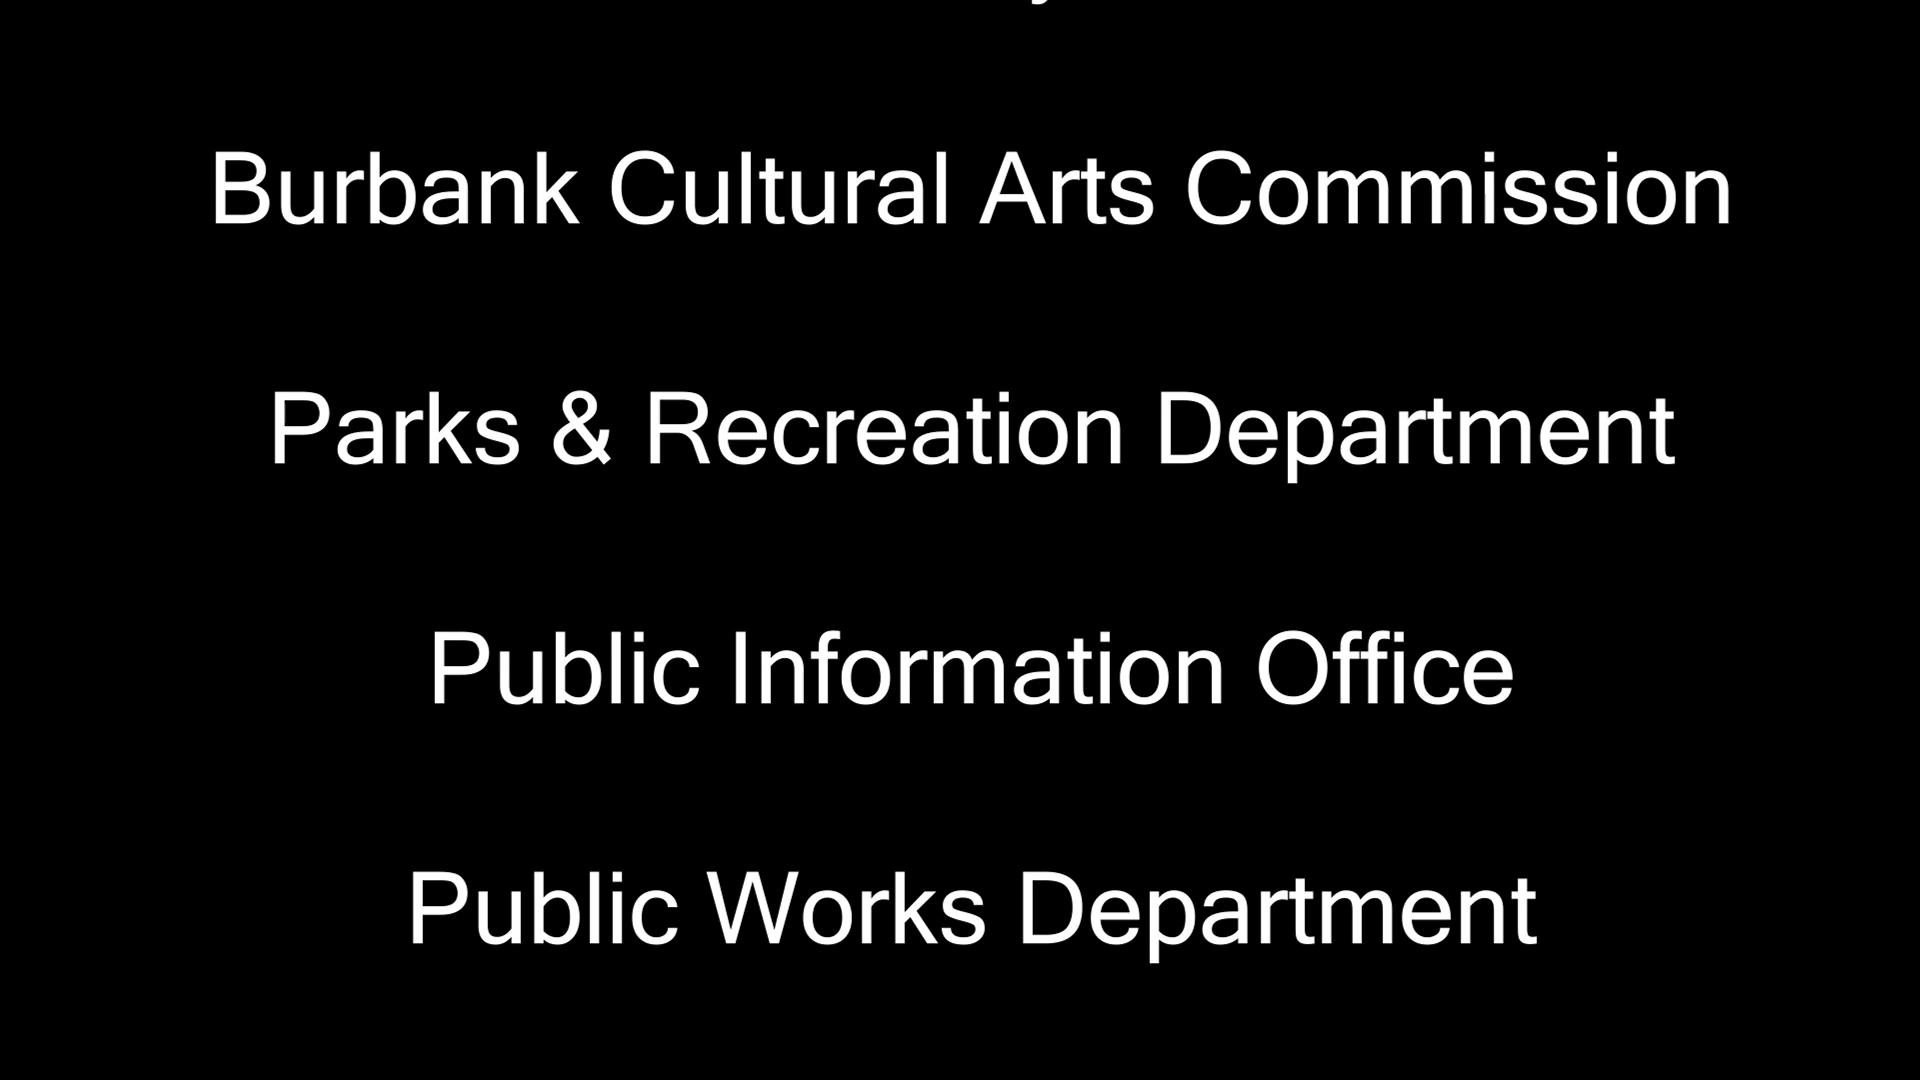 Burbank Cultural Arts Commission
Parks & Recreation Department
Public Information Office
Public Works Department